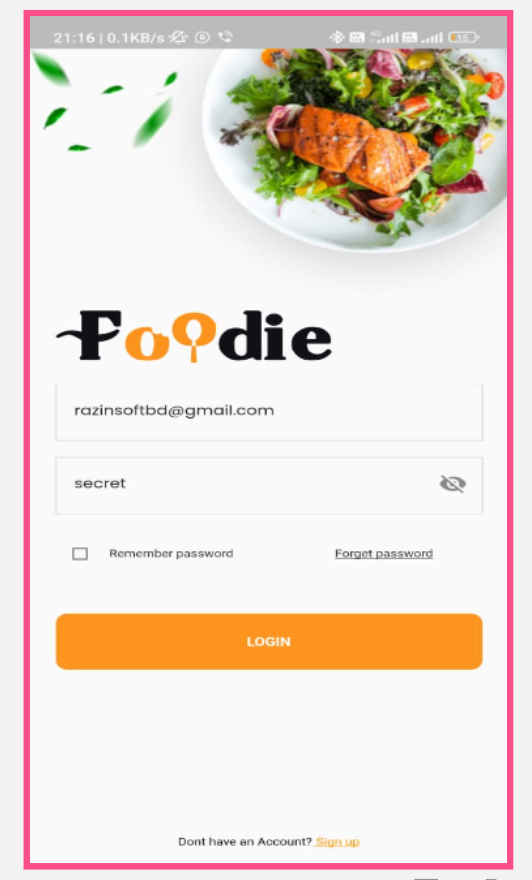 21:16 | 0.1KB/s 15
Foodie
razinsoftbd@gmail.com
secret
Remember password Forget password
LOGIN
Dont have an Account? Sign up